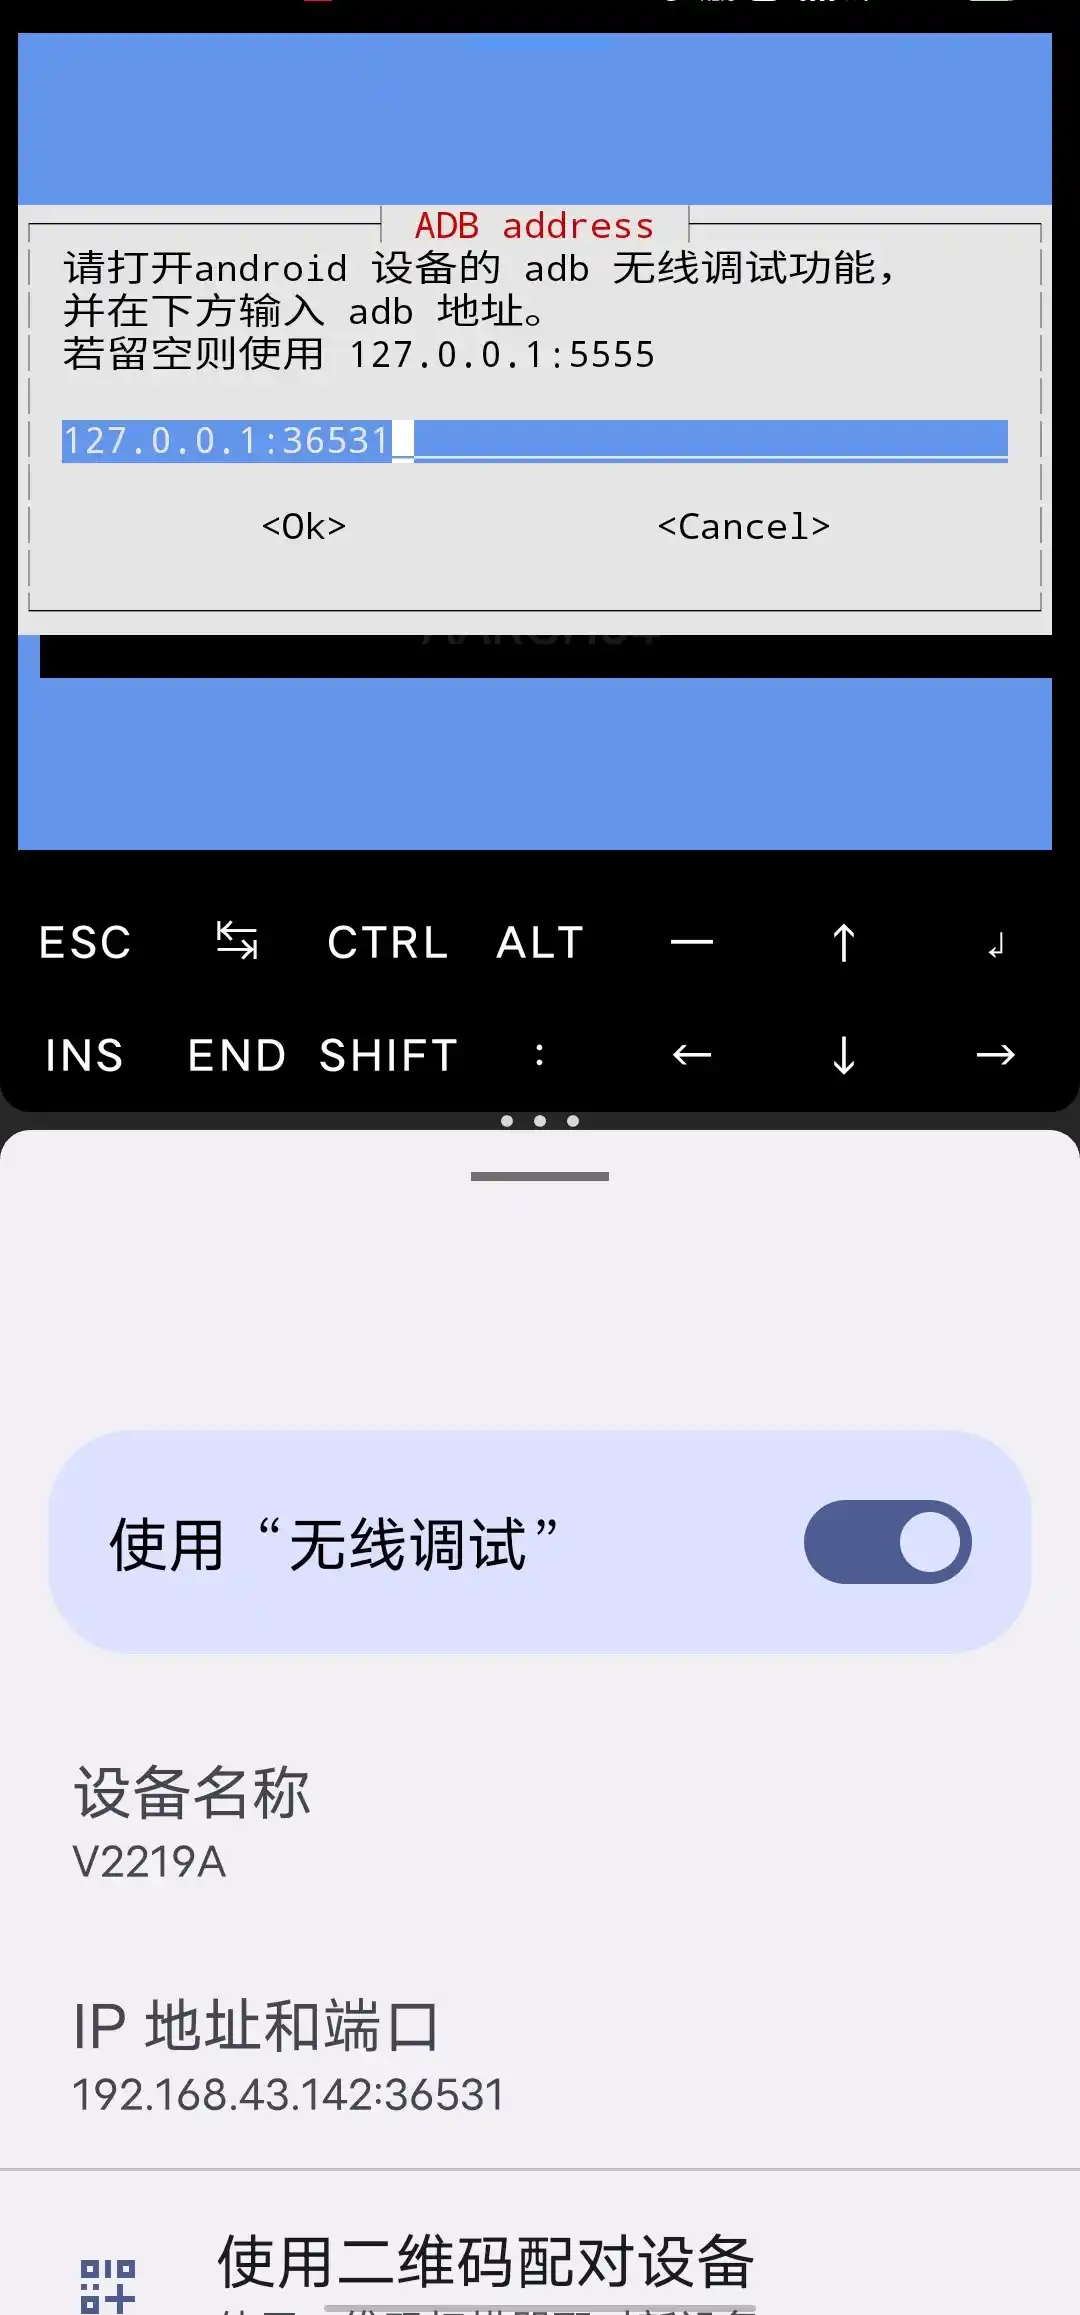 ADB address
请打开android 设备的 adb 无线调试功能，
并在下方输入 adb 地址。
若留空则使用 127.0.0.1:5555
127.0.0.1:36531
<Ok> <Cancel>
ESC ↹ CTRL ALT — ↑ ↲
INS END SHIFT : ← ↓ →
使用“无线调试”
设备名称
V2219A
IP 地址和端口
192.168.43.142:36531
使用二维码配对设备